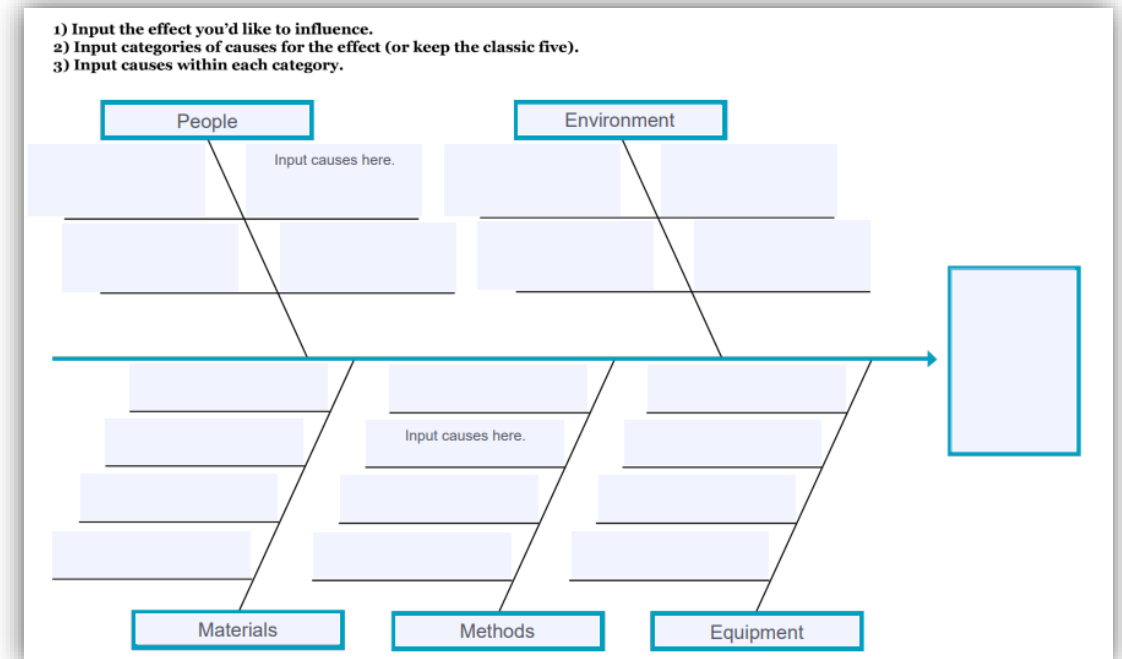 1) Input the effect you’d like to influence.
2) Input categories of causes for the effect (or keep the classic five).
3) Input causes within each category.
People
Environment
Input causes here.
Input causes here.
Materials
Methods
Equipment